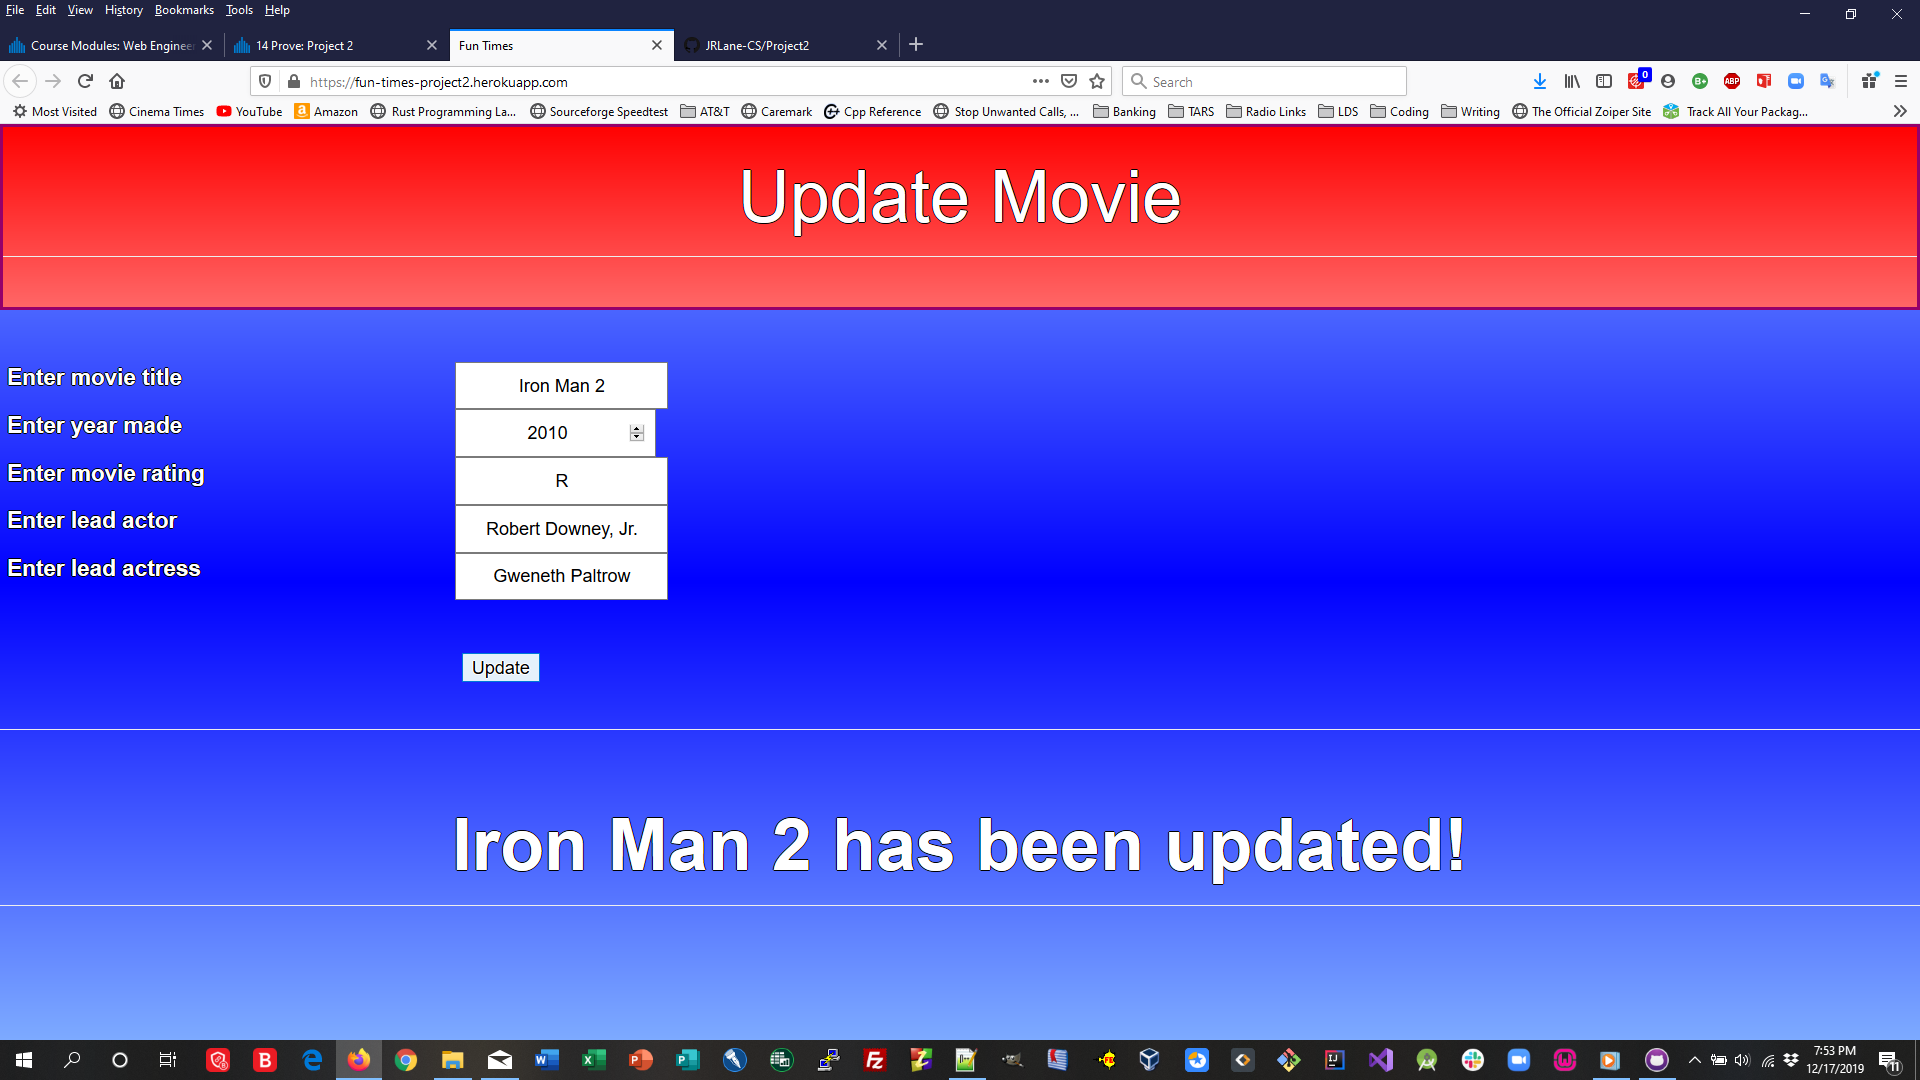 File Edit View History Bookmarks Tools Help
Course Modules: Web Enginee
14 Prove: Project 2
Fun Times
JRLane-CS/Project2
https://fun-times-project2.herokuapp.com
Search
0
B+
ABP
Most Visited Cinema Times YouTube Amazon Rust Programming La... Sourceforge Speedtest AT&T Caremark Cpp Reference Stop Unwanted Calls, ... Banking TARS Radio Links LDS Coding Writing The Official Zoiper Site Track All Your Packag...
Update Movie
Enter movie title Iron Man 2
Enter year made 2010
Enter movie rating R
Enter lead actor Robert Downey, Jr.
Enter lead actress Gweneth Paltrow
Update
Iron Man 2 has been updated!
7:53 PM
12/17/2019
11